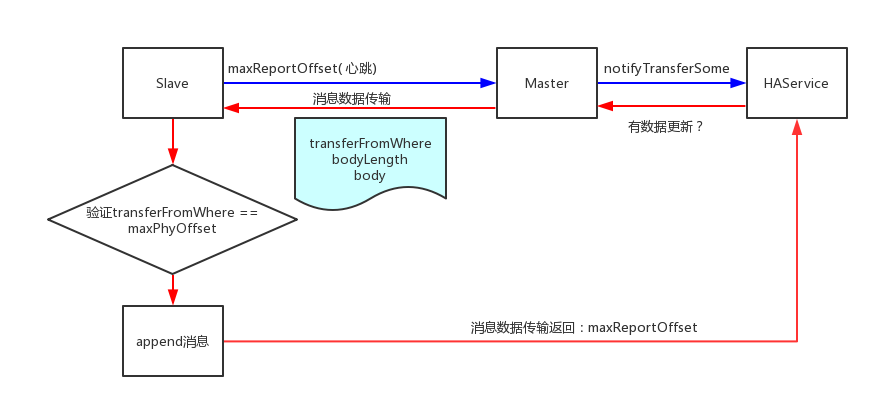 Slave
maxReportOffset( 心跳)
Master
notifyTransferSome
HAService
消息数据传输
有数据更新？
transferFromWhere
bodyLength
body
验证transferFromWhere ==
maxPhyOffset
append消息
消息数据传输返回：maxReportOffset